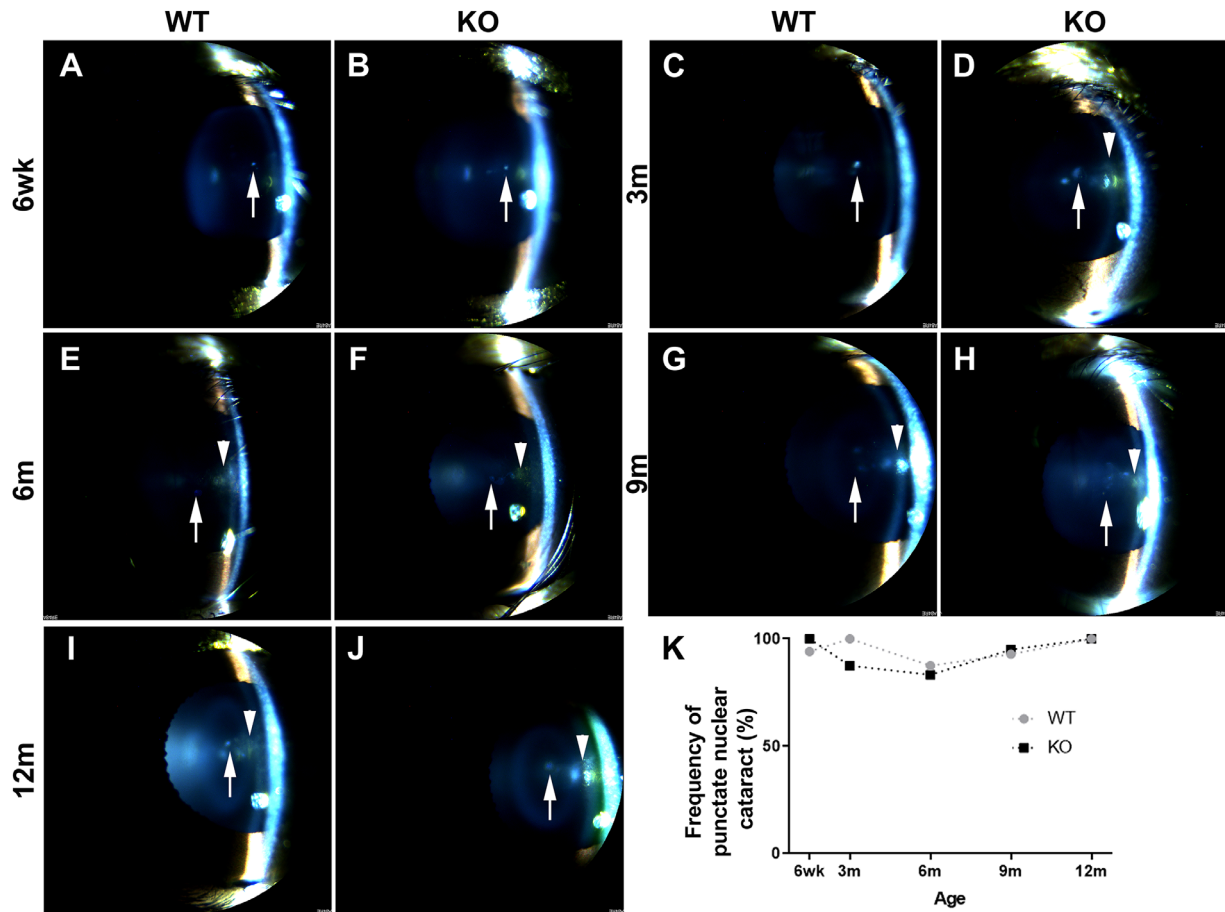 WT KO WT KO
A B C D
6wk 3m
E F G H
6m 9m
I J K
12m
Frequency of
punctate nuclear
cataract (%)
100
50
0
WT
KO
6wk 3m 6m 9m 12m
Age